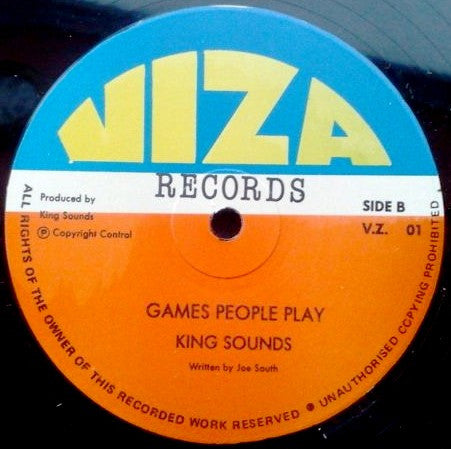 VIZA
RECORDS
Produced by
King Sounds
Ⓟ Copyright Control
SIDE B
V.Z. 01
GAMES PEOPLE PLAY
KING SOUNDS
Written by Joe South
ALL RIGHTS OF THE OWNER OF THIS RECORDED WORK RESERVED ● UNAUTHORISED COPYING PROHIBITED